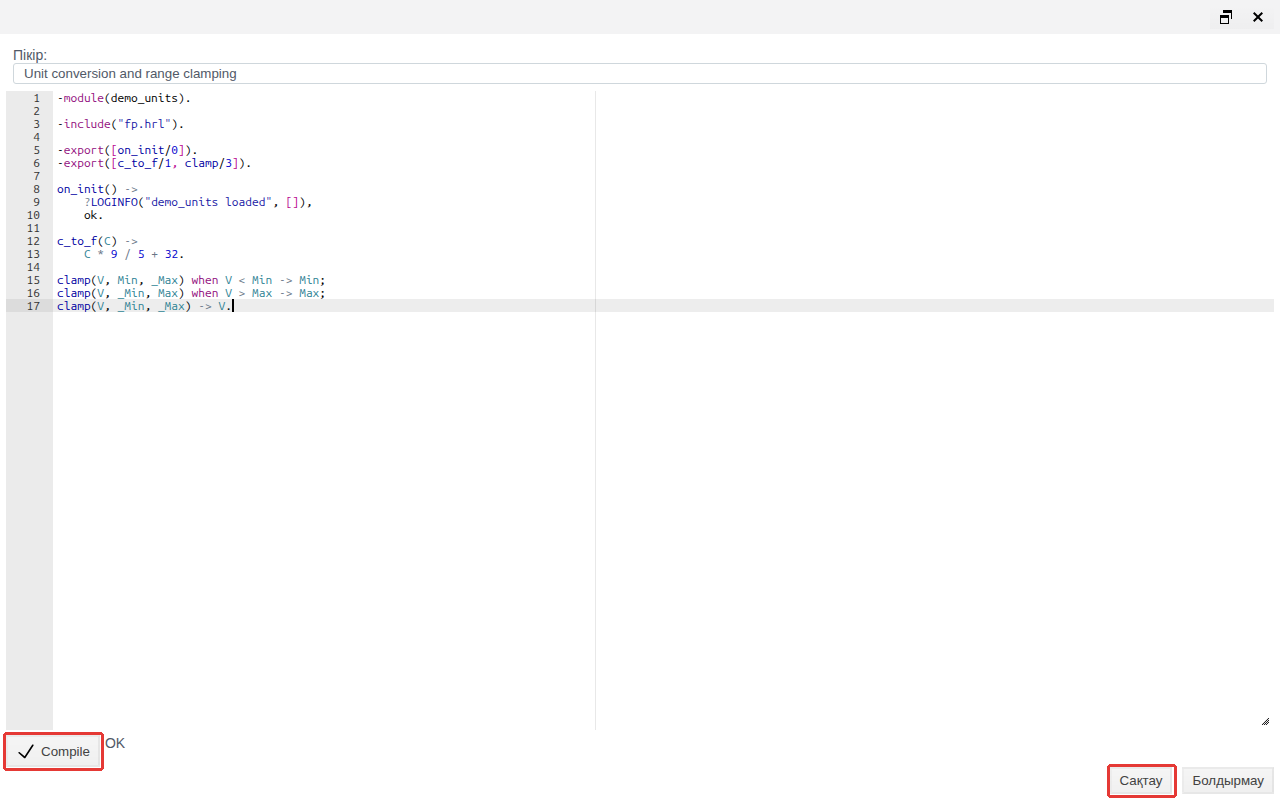 Пікір:
Unit conversion and range clamping
1 -module(demo_units).
2
3 -include("fp.hrl").
4
5 -export([on_init/0]).
6 -export([c_to_f/1, clamp/3]).
7
8 on_init() ->
9     ?LOGINFO("demo_units loaded", []),
10     ok.
11
12 c_to_f(C) ->
13     C * 9 / 5 + 32.
14
15 clamp(V, Min, _Max) when V < Min -> Min;
16 clamp(V, _Min, Max) when V > Max -> Max;
17 clamp(V, _Min, _Max) -> V.
Compile OK
Сақтау Болдырмау